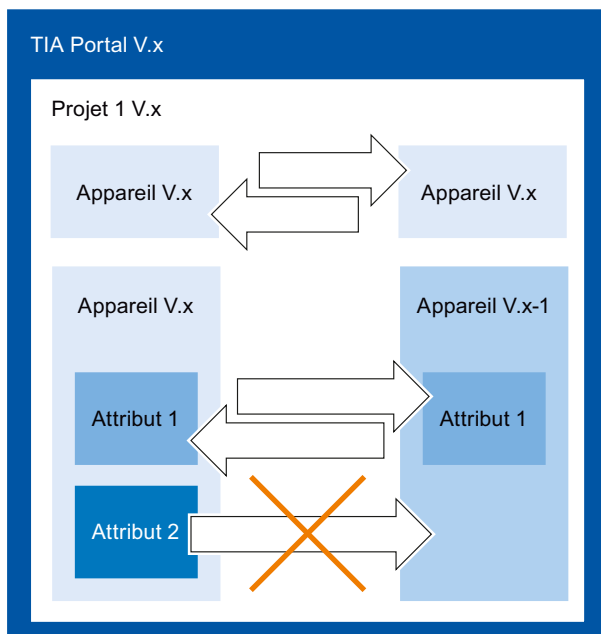 TIA Portal V.x
Projet 1 V.x
Appareil V.x
Appareil V.x
Appareil V.x
Appareil V.x-1
Attribut 1
Attribut 1
Attribut 2